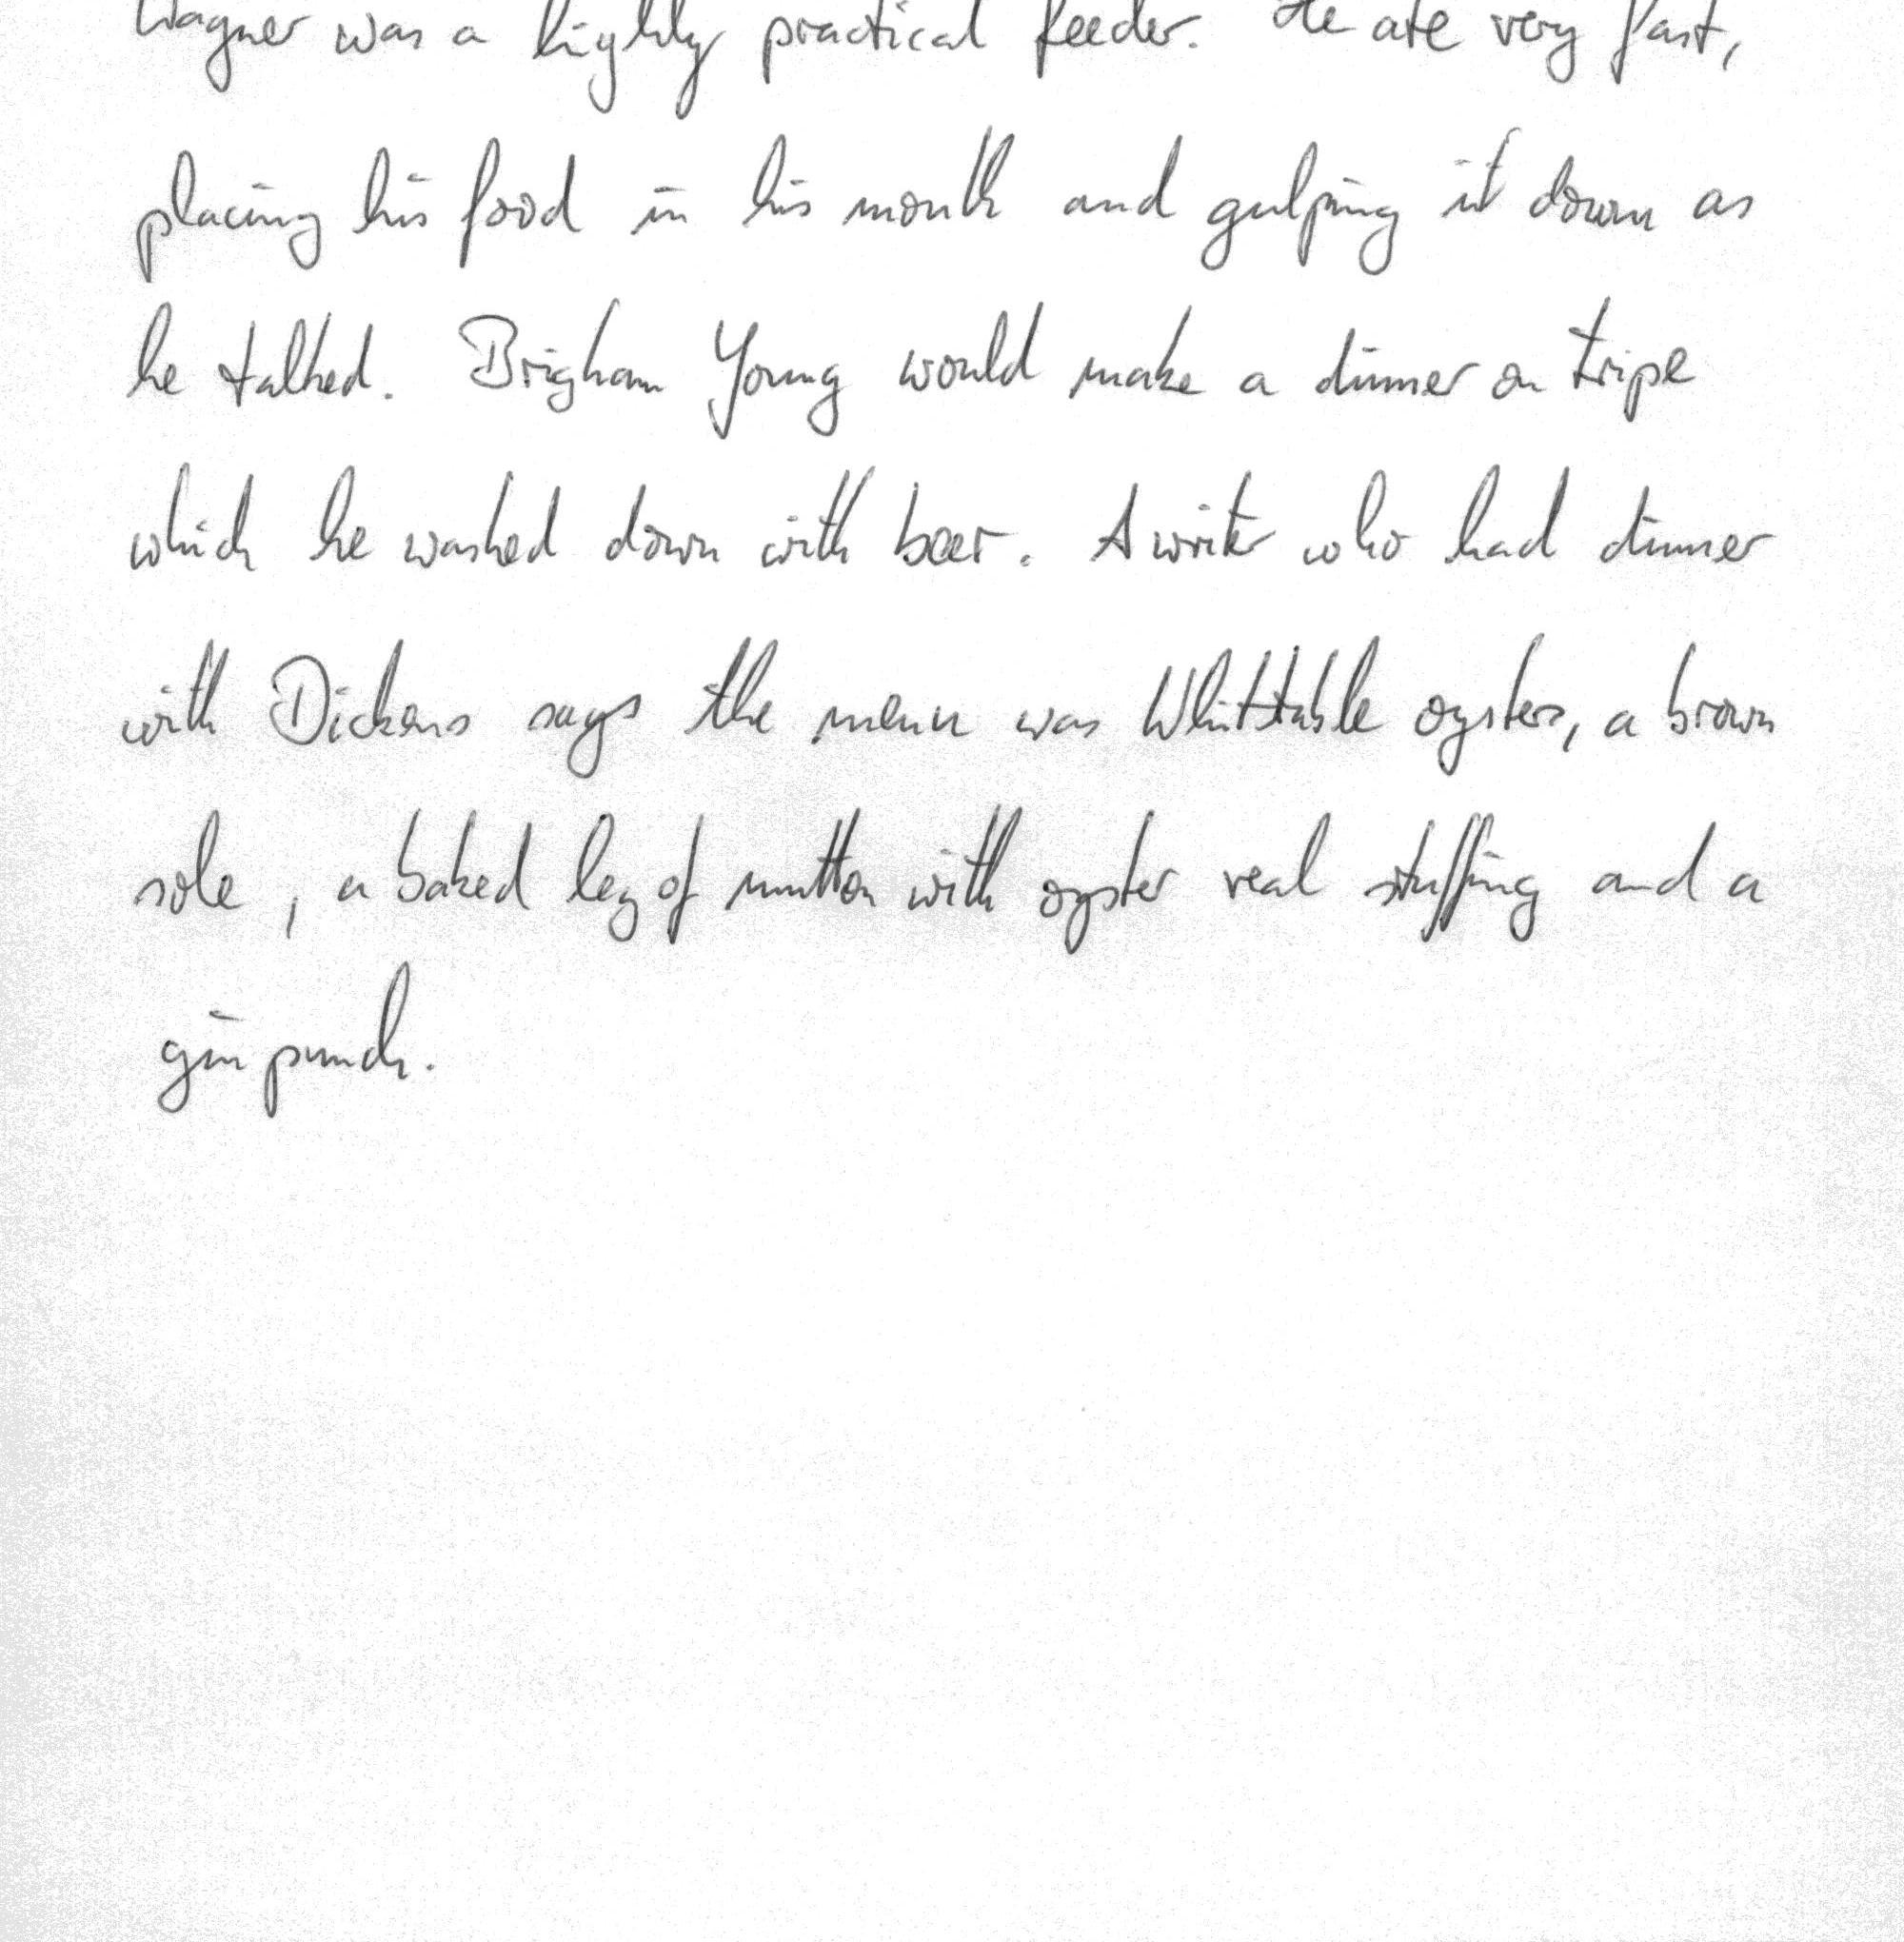 Wagner was a highly practical feeder. He ate very fast,
placing his food in his mouth and gulping it down as
he talked. Brigham Young would make a dinner on tripe
which he washed down with beer. A writer who had dinner
with Dickens says the menu was Whitstable oysters, a brown
sole, a baked leg of mutton with oyster veal stuffing and a
gin punch.